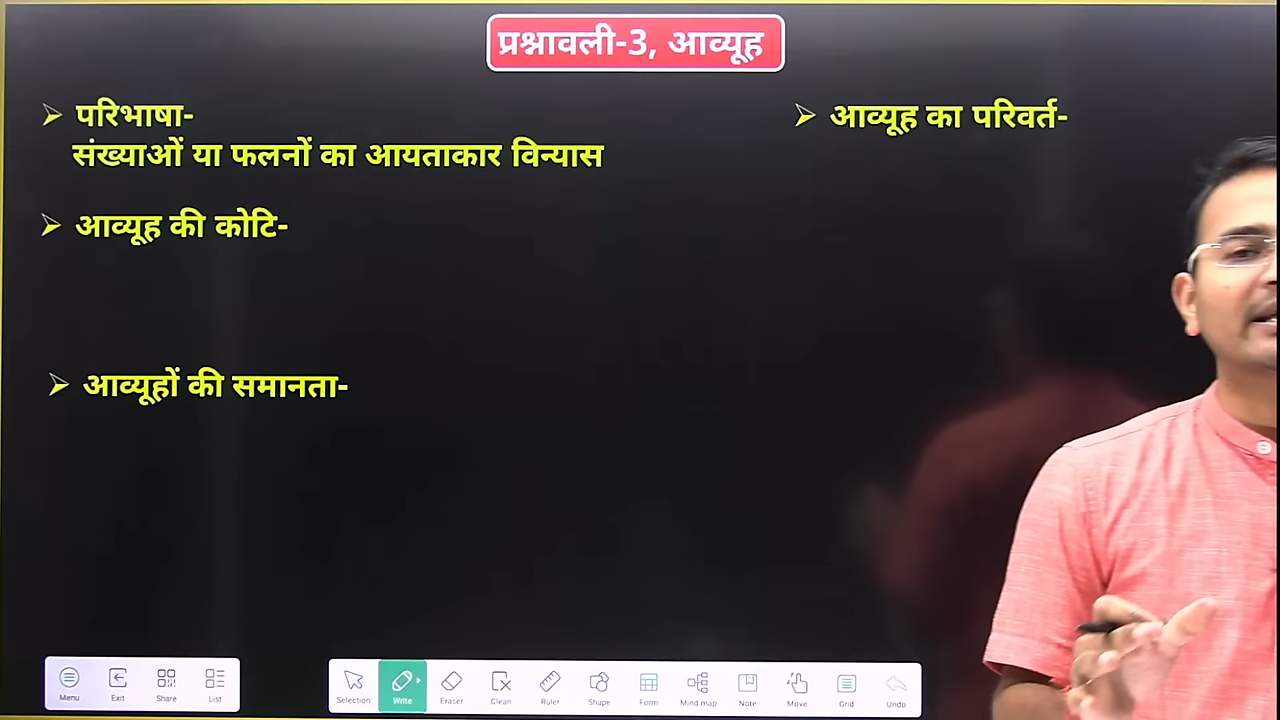 प्रश्नावली-3, आव्यूह
➢ परिभाषा-
संख्याओं या फलनों का आयताकार विन्यास
➢ आव्यूह की कोटि-
➢ आव्यूहों की समानता-
➢ आव्यूह का परिवर्त-
Menu Exit Share List
Selection Write Eraser Clean Ruler Shape Form Mind map Note Move Grid Undo